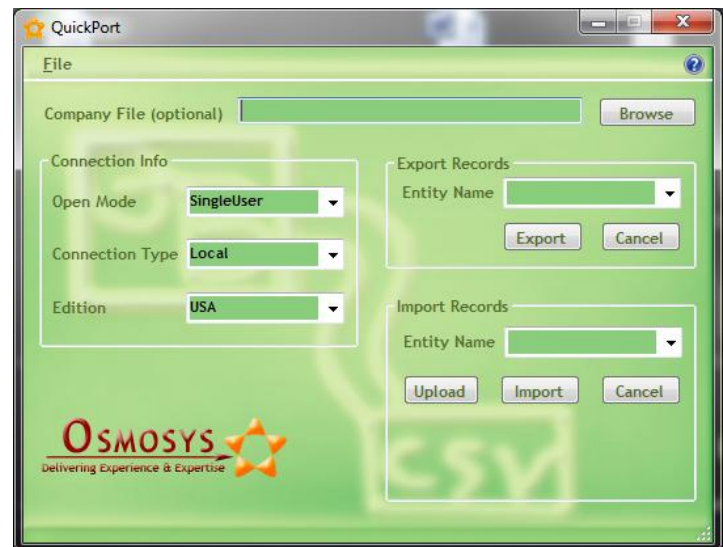 QuickPort
File
Company File (optional) Browse
Connection Info
Open Mode SingleUser
Connection Type Local
Edition USA
Export Records
Entity Name
Export Cancel
Import Records
Entity Name
Upload Import Cancel
OSMOSYS
Delivering Experience & Expertise
CSV